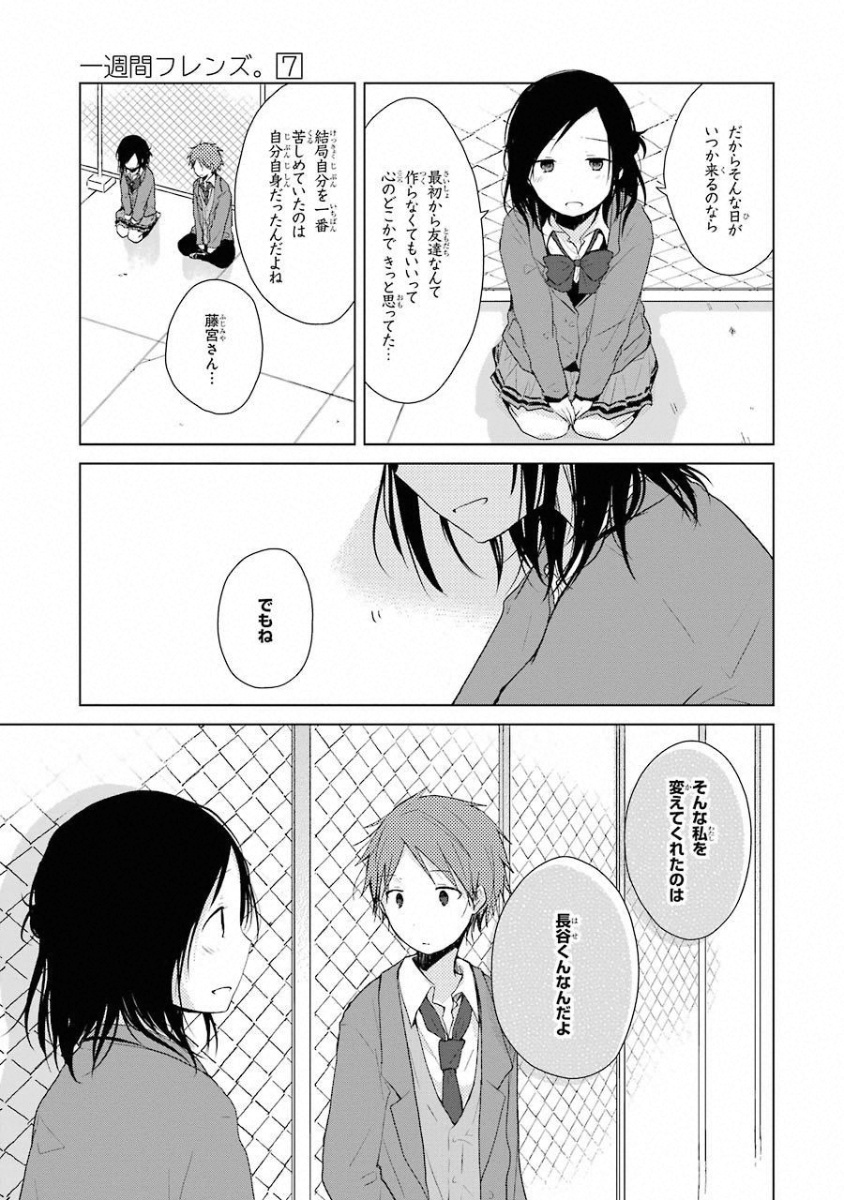 一週間フレンズ。7
だからそんな日が
いつか来るのなら
最初から友達なんて
作らなくてもいいって
心のどこかで きっと思ってた…
結局自分を一番
苦しめていたのは
自分自身だったんだよね
藤宮さん…
でもね
そんな私を
変えてくれたのは
長谷くんなんだよ